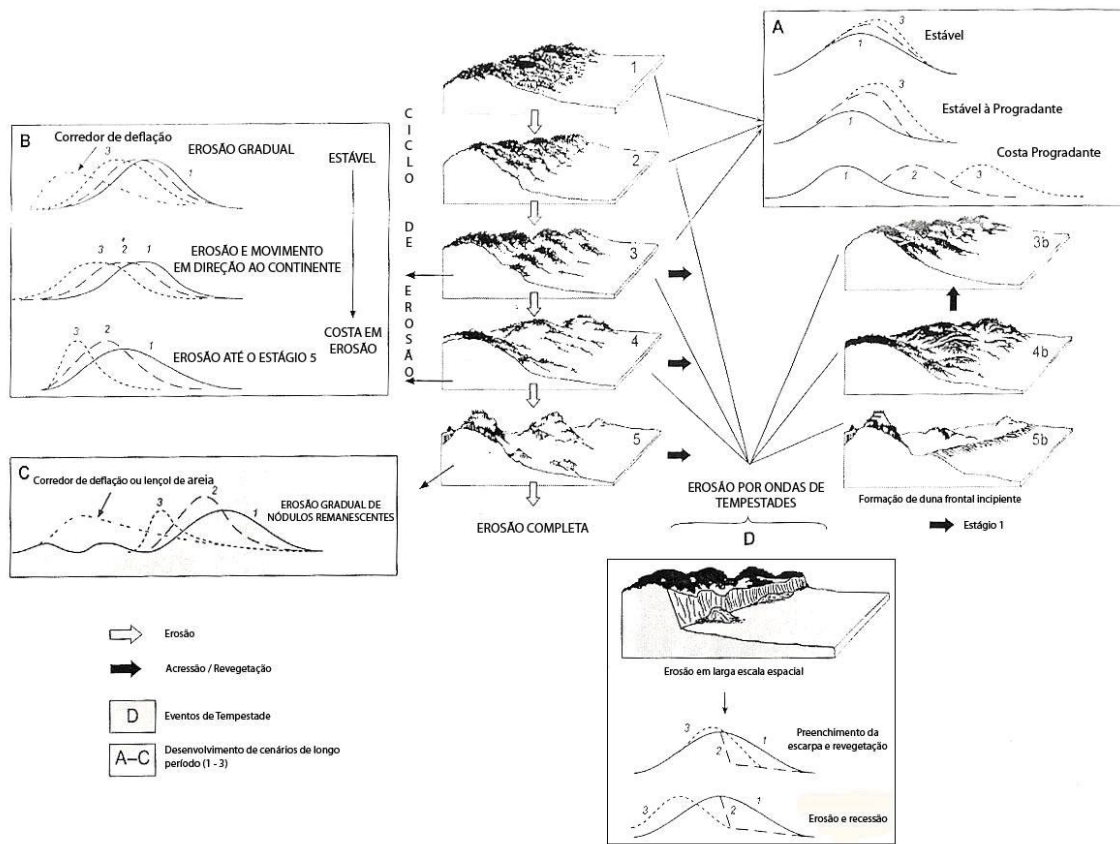 A
3
1
Estável
3
1
Estável à Progradante
Costa Progradante
1
2
3
B
Corredor de deflação
EROSÃO GRADUAL
3
1
ESTÁVEL
3
2
1
EROSÃO E MOVIMENTO
EM DIREÇÃO AO CONTINENTE
3
2
1
EROSÃO ATÉ O ESTÁGIO 5
COSTA EM
EROSÃO
C
Corredor de deflação ou lençol de areia
2
3
1
EROSÃO GRADUAL DE
NÓDULOS REMANESCENTES
CICLO DE EROSÃO
1
2
3
4
5
EROSÃO COMPLETA
3b
4b
5b
Formação de duna frontal incipiente
Estágio 1
EROSÃO POR ONDAS DE
TEMPESTADES
D
Erosão em larga escala espacial
3
1
2
Preenchimento da
escarpa e revegetação
3
1
2
Erosão e recessão
Erosão
Acressão / Revegetação
D
Eventos de Tempestade
A–C
Desenvolvimento de cenários de longo
período (1 - 3)